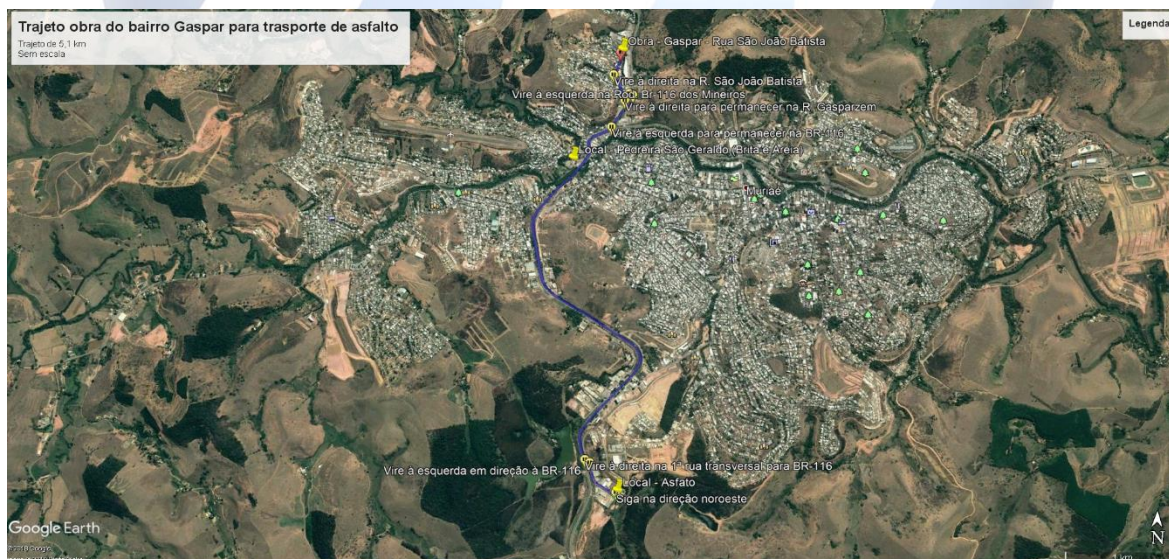 Trajeto obra do bairro Gaspar para trasporte de asfalto
Trajeto de 5,1 km
Sem escala
Legenda
Obra - Gaspar - Rua São João Batista
Vire à direita na R. São João Batista
Vire à esquerda na Rod. Br-116 dos Mineiros
Vire à direita para permanecer na R. Gasparzem
Vire à esquerda para permanecer na BR-116
Local - Pedreira São Geraldo (Brita e Areia)
Muriaé
Vire à esquerda em direção à BR-116
Vire à direita na 1ª rua transversal para BR-116
Local - Asfato
Siga na direção noroeste
Google Earth
N
1 km